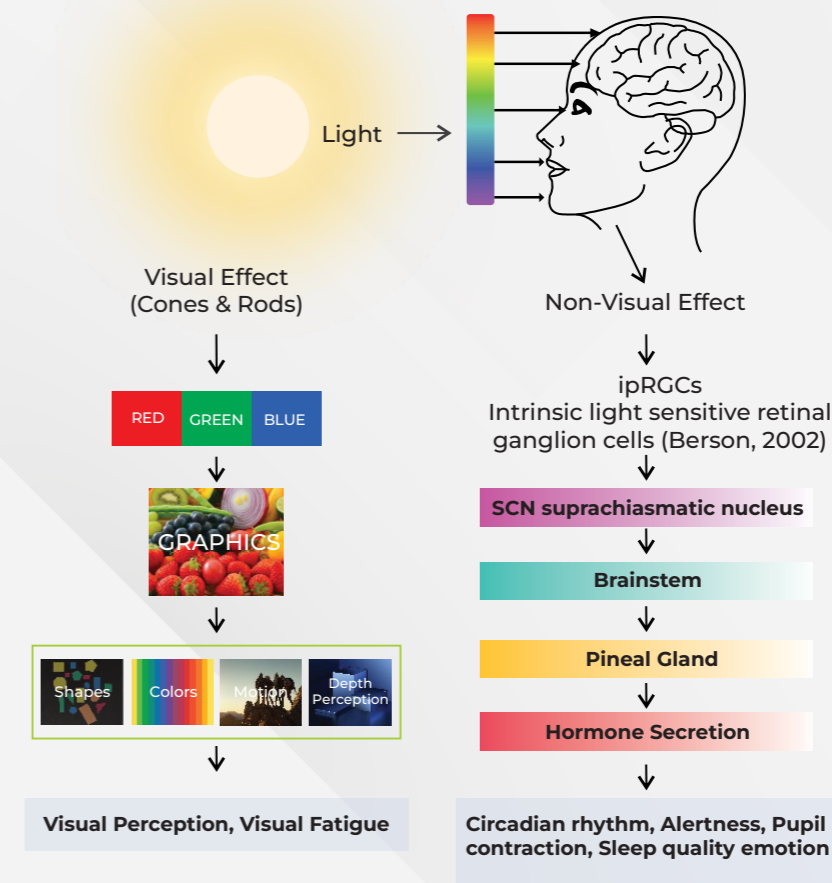 Light
Visual Effect
(Cones & Rods)
RED
GREEN
BLUE
GRAPHICS
Shapes
Colors
Motion
Depth
Perception
Visual Perception, Visual Fatigue
Non-Visual Effect
ipRGCs
Intrinsic light sensitive retinal
ganglion cells (Berson, 2002)
SCN suprachiasmatic nucleus
Brainstem
Pineal Gland
Hormone Secretion
Circadian rhythm, Alertness, Pupil
contraction, Sleep quality emotion